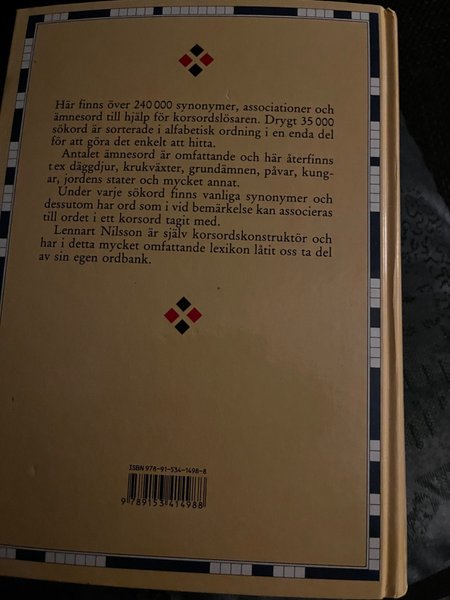 Här finns över 240 000 synonymer, associationer och
ämnesord till hjälp för korsordslösaren. Drygt 35 000
sökord är sorterade i alfabetisk ordning i en enda del
för att göra det enkelt att hitta.
Antalet ämnesord är omfattande och här återfinns
t ex däggdjur, krukväxter, grundämnen, påvar, kung-
ar, jordens stater och mycket annat.
Under varje sökord finns vanliga synonymer och
dessutom har ord som i vid bemärkelse kan associeras
till ordet i ett korsord tagit med.
Lennart Nilsson är själv korsordskonstruktör och
har i detta mycket omfattande lexikon låtit oss ta del
av sin egen ordbank.
ISBN 978-91-534-1498-8
9 789153 414988